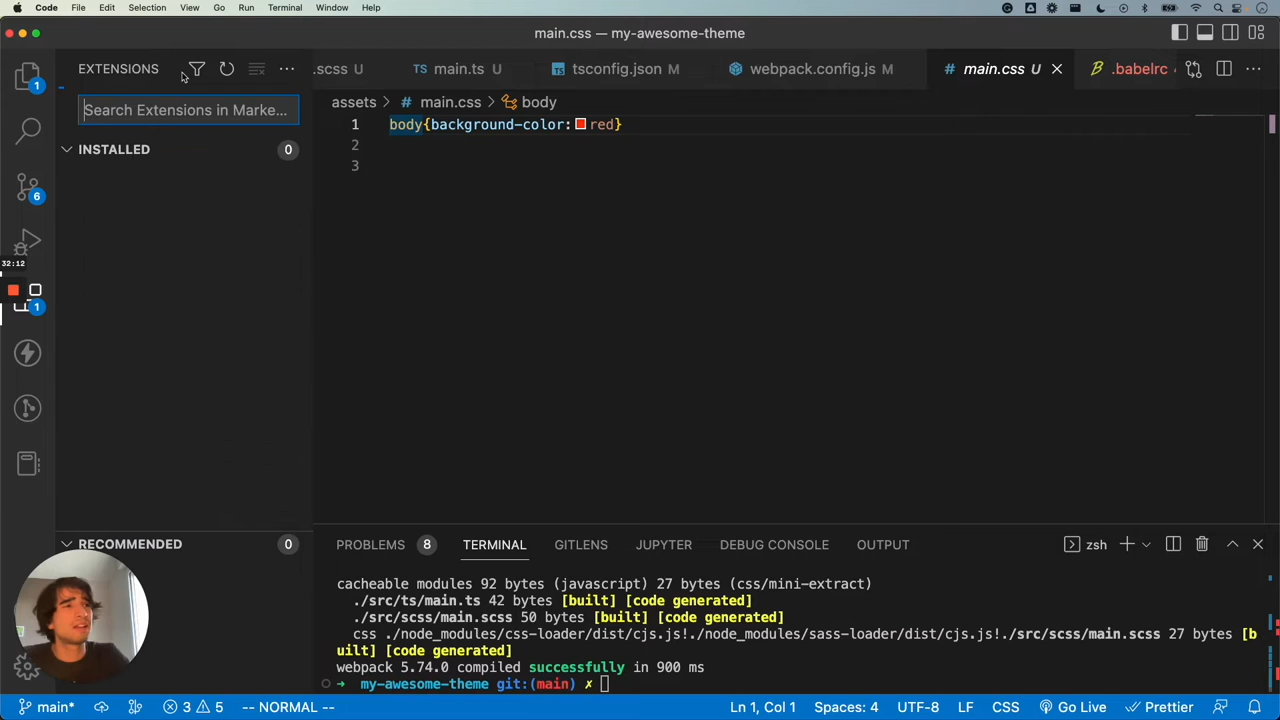 Code File Edit Selection View Go Run Terminal Window Help
main.css — my-awesome-theme
EXTENSIONS
.scss U main.ts U tsconfig.json M webpack.config.js M main.css U .babelrc
1
Search Extensions in Marke...
assets > main.css > body
1 body{background-color: red}
2
3
INSTALLED 0
6
32:12
1
RECOMMENDED 0
PROBLEMS 8 TERMINAL GITLENS JUPYTER DEBUG CONSOLE OUTPUT zsh
cacheable modules 92 bytes (javascript) 27 bytes (css/mini-extract)
./src/ts/main.ts 42 bytes [built] [code generated]
./src/scss/main.scss 50 bytes [built] [code generated]
css ./node_modules/css-loader/dist/cjs.js!./node_modules/sass-loader/dist/cjs.js!./src/scss/main.scss 27 bytes [b
uilt] [code generated]
webpack 5.74.0 compiled successfully in 900 ms
➜ my-awesome-theme git:(main) ✗
main* 3 5 -- NORMAL -- Ln 1, Col 1 Spaces: 4 UTF-8 LF CSS Go Live Prettier